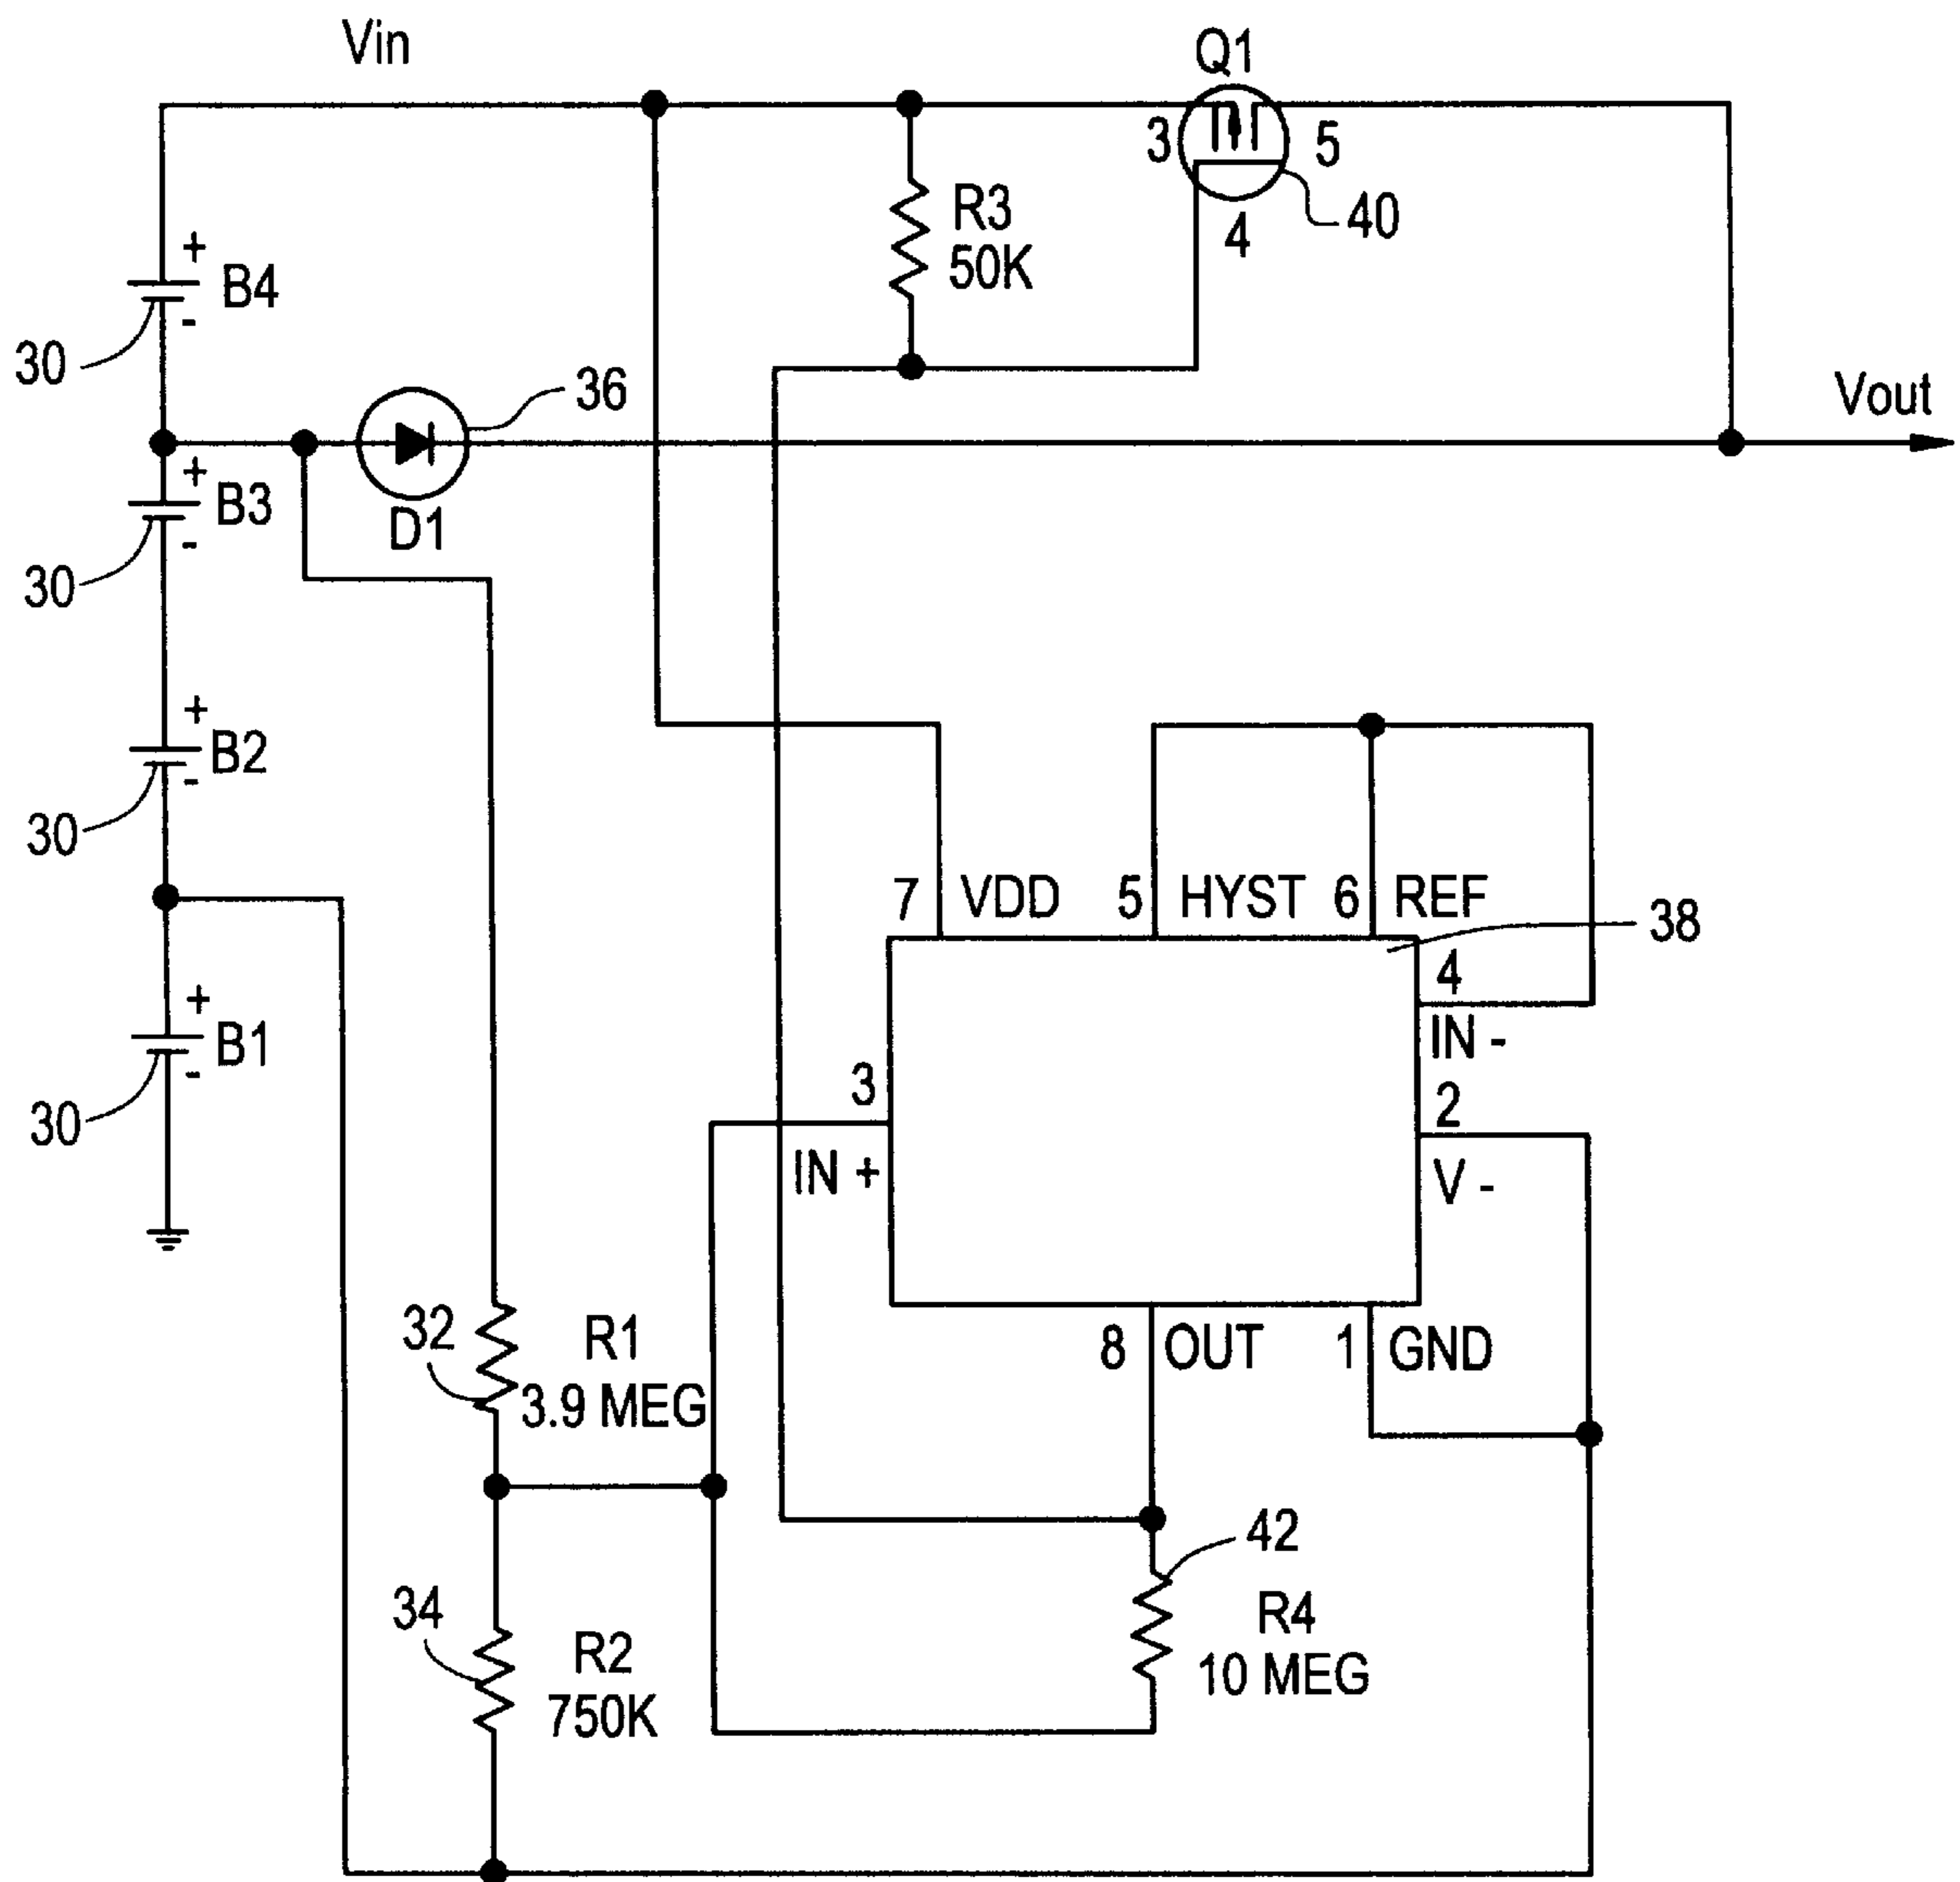 Vin
Q1
3
5
4
40
R3
50K
+
B4
-
30
36
Vout
+
B3
-
D1
30
+
B2
-
30
7 VDD
5 HYST
6 REF
38
4
IN -
+
B1
-
30
3
IN +
2
V -
8 OUT
1 GND
32
R1
3.9 MEG
42
R4
10 MEG
34
R2
750K